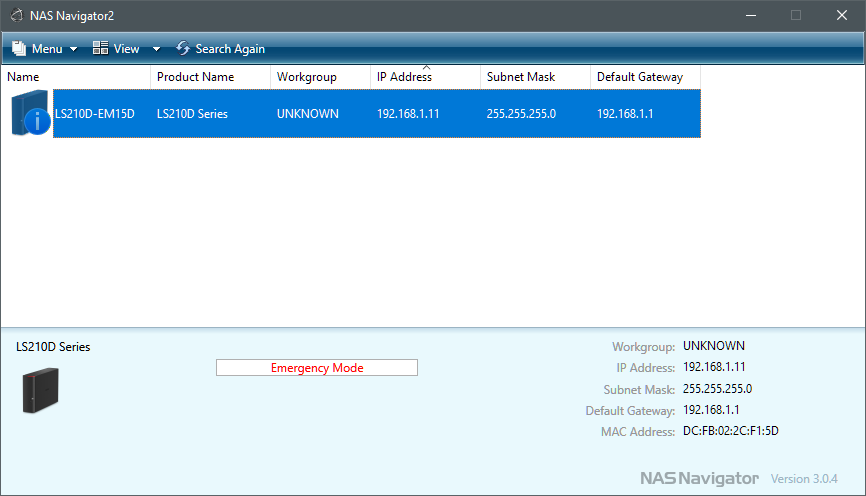 NAS Navigator2
Menu View Search Again
Name Product Name Workgroup IP Address Subnet Mask Default Gateway
LS210D-EM15D LS210D Series UNKNOWN 192.168.1.11 255.255.255.0 192.168.1.1
LS210D Series
Emergency Mode
Workgroup: UNKNOWN
IP Address: 192.168.1.11
Subnet Mask: 255.255.255.0
Default Gateway: 192.168.1.1
MAC Address: DC:FB:02:2C:F1:5D
NAS Navigator Version 3.0.4